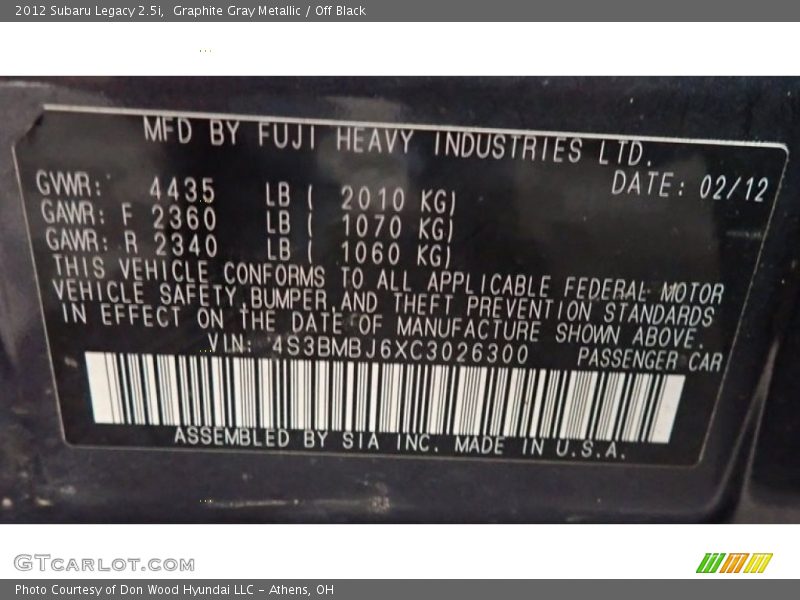 2012 Subaru Legacy 2.5i,  Graphite Gray Metallic / Off Black
MFD BY FUJI HEAVY INDUSTRIES LTD.
GVWR: 4435 LB ( 2010 KG) DATE: 02/12
GAWR: F 2360 LB ( 1070 KG)
GAWR: R 2340 LB ( 1060 KG)
THIS VEHICLE CONFORMS TO ALL APPLICABLE FEDERAL MOTOR
VEHICLE SAFETY,BUMPER,AND THEFT PREVENTION STANDARDS
IN EFFECT ON THE DATE OF MANUFACTURE SHOWN ABOVE.
VIN: 4S3BMBJ6XC3026300 PASSENGER CAR
ASSEMBLED BY SIA INC. MADE IN U.S.A.
GTCARLOT.COM
Photo Courtesy of Don Wood Hyundai LLC - Athens, OH